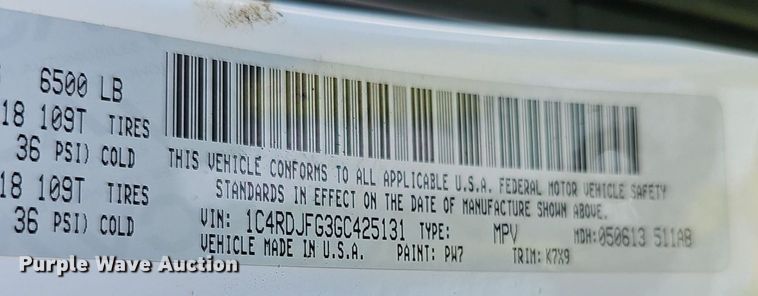 6500 LB
18 109T TIRES
36 PSI) COLD
18 109T TIRES
36 PSI) COLD
THIS VEHICLE CONFORMS TO ALL APPLICABLE U.S.A. FEDERAL MOTOR VEHICLE SAFETY
STANDARDS IN EFFECT ON THE DATE OF MANUFACTURE SHOWN ABOVE.
VIN: 1C4RDJFG3GC425131 TYPE: MPV MDH:050613 511AB
VEHICLE MADE IN U.S.A. PAINT: PW7 TRIM: K7X9
Purple Wave Auction